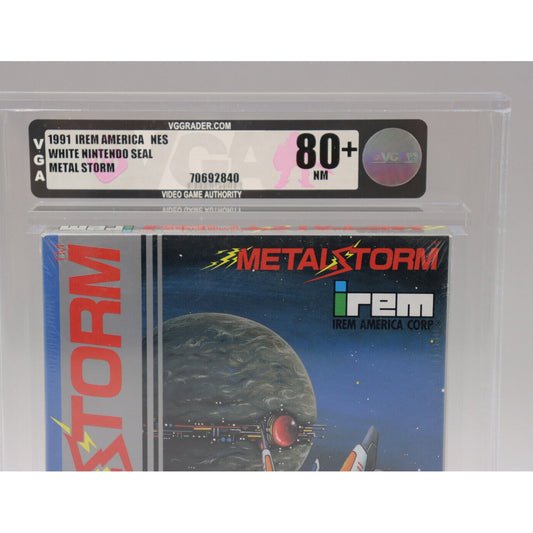 VGGRADER.COM
VGA
1991 IREM AMERICA NES
WHITE NINTENDO SEAL
METAL STORM
70692840
80+
NM
VIDEO GAME AUTHORITY
METAL STORM
irem
IREM AMERICA CORP
STORM